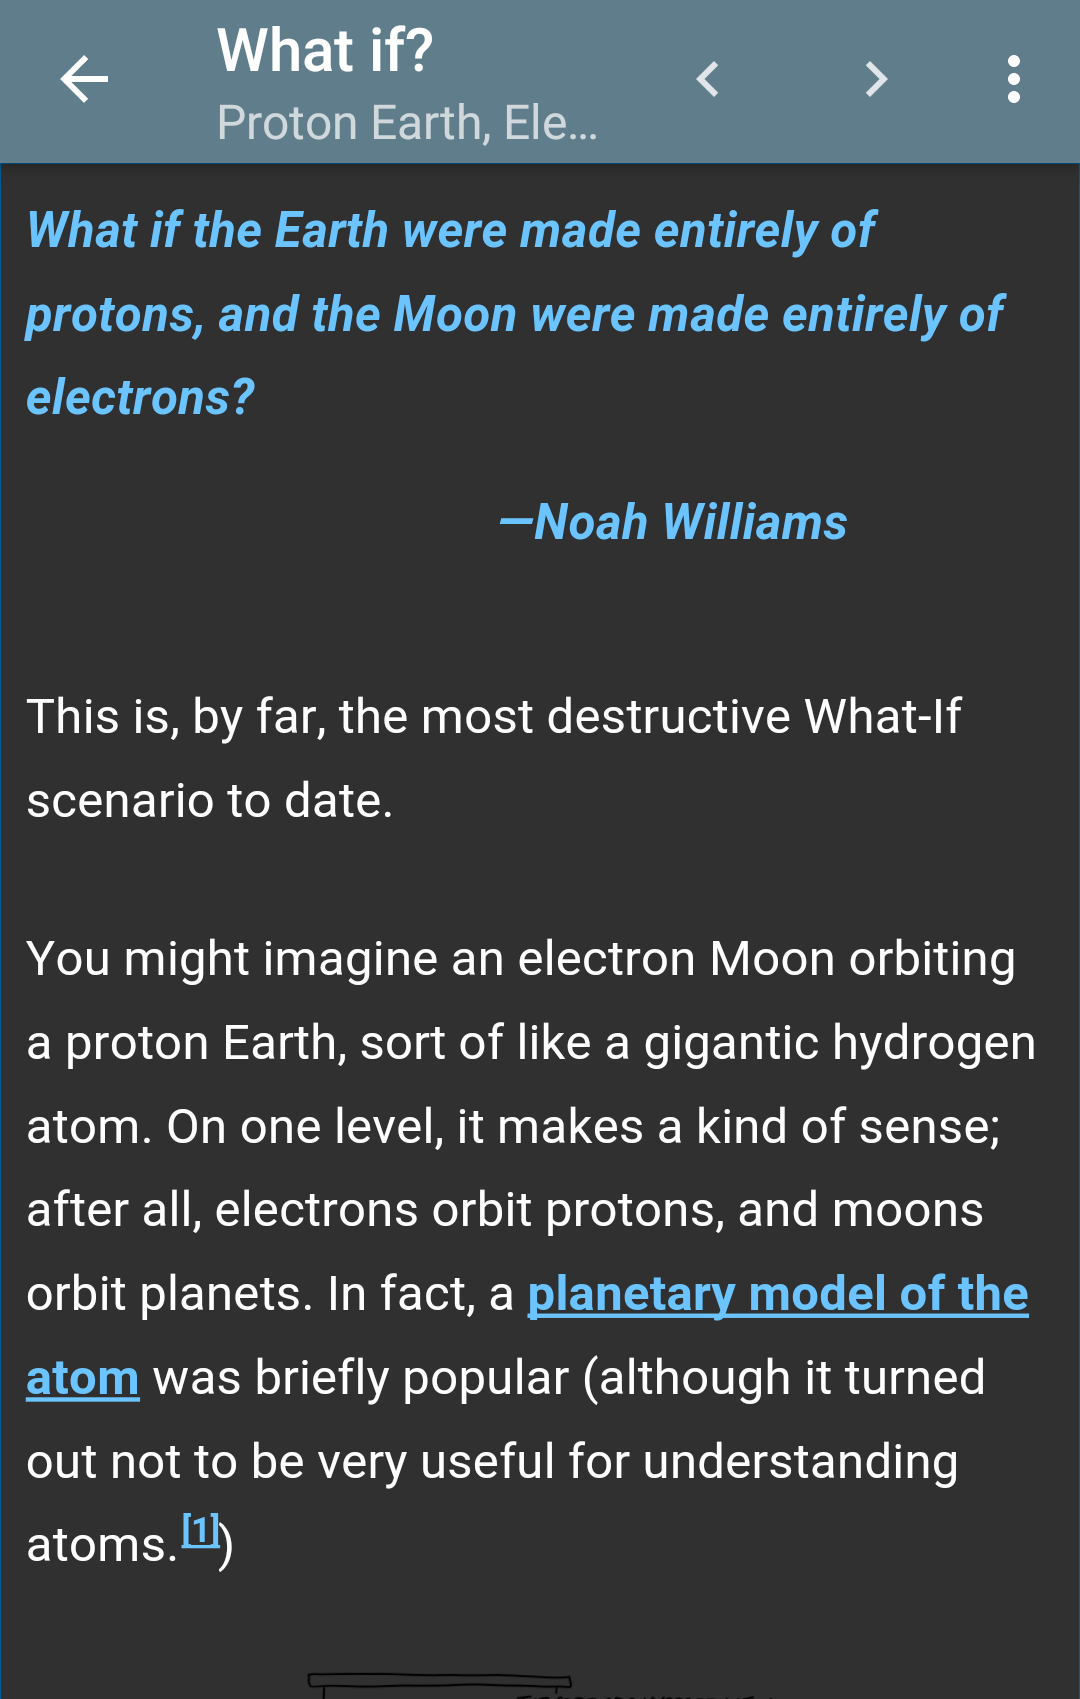 What if?
Proton Earth, Ele...
What if the Earth were made entirely of
protons, and the Moon were made entirely of
electrons?
—Noah Williams
This is, by far, the most destructive What-If
scenario to date.
You might imagine an electron Moon orbiting
a proton Earth, sort of like a gigantic hydrogen
atom. On one level, it makes a kind of sense;
after all, electrons orbit protons, and moons
orbit planets. In fact, a planetary model of the
atom was briefly popular (although it turned
out not to be very useful for understanding
atoms.[1])